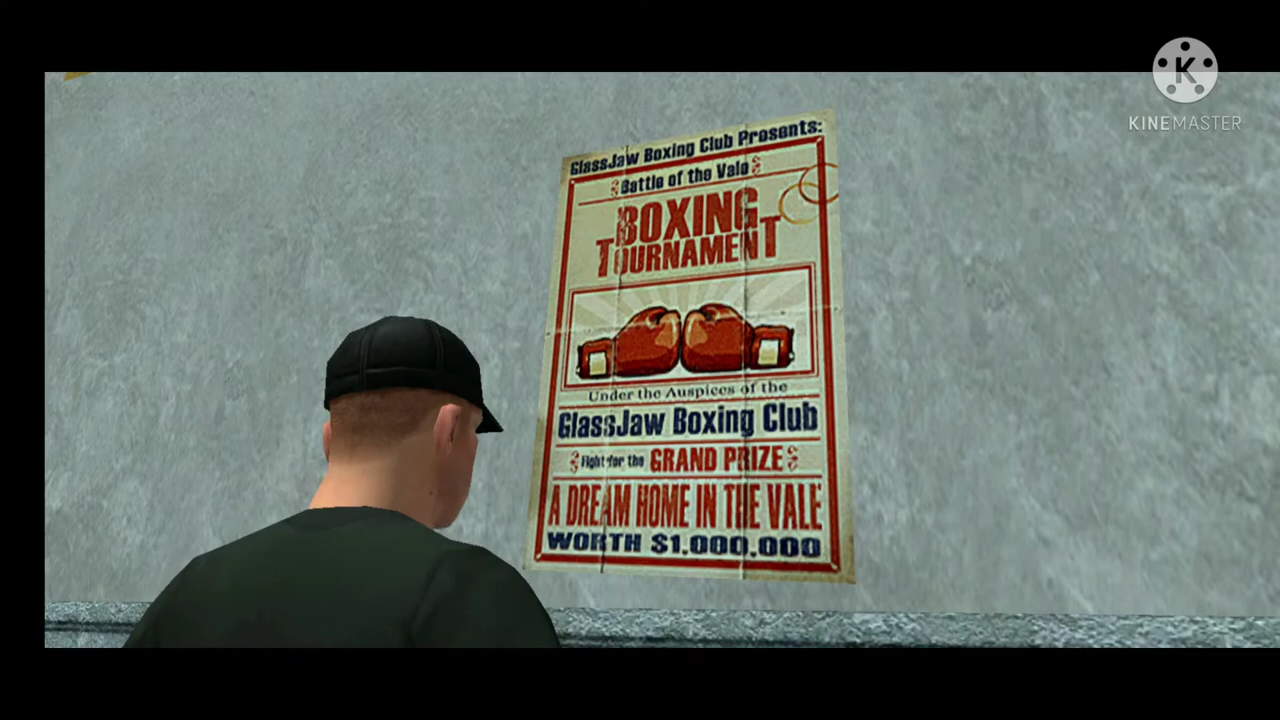 KINEMASTER
GlassJaw Boxing Club Presents:
Battle of the Vale
BOXING
TOURNAMENT
Under the Auspices of the
GlassJaw Boxing Club
Fight for the GRAND PRIZE
A DREAM HOME IN THE VALE
WORTH $1,000,000